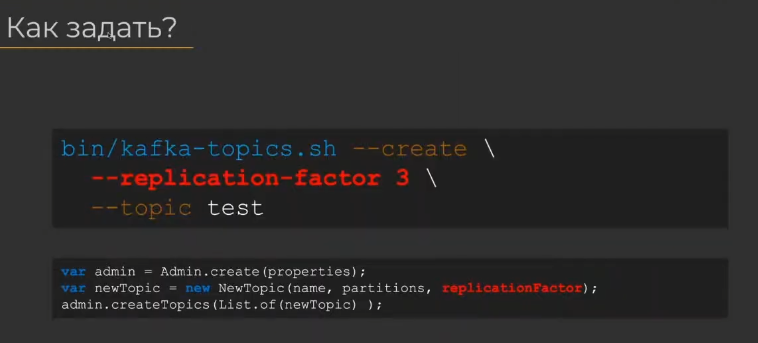 Как задать?
bin/kafka-topics.sh --create \
--replication-factor 3 \
--topic test
var admin = Admin.create(properties);
var newTopic = new NewTopic(name, partitions, replicationFactor);
admin.createTopics(List.of(newTopic) );